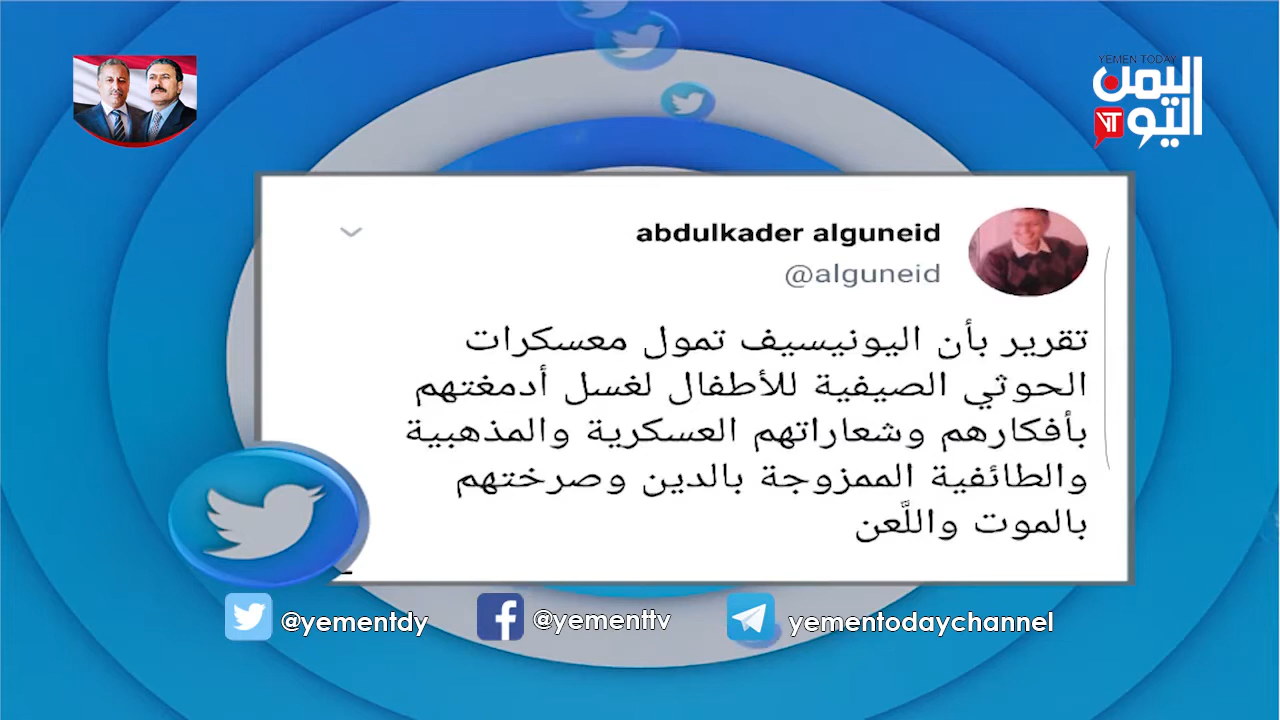 YEMEN TODAY
اليمن
اليوم
YT
abdulkader alguneid
@alguneid
تقرير بأن اليونيسيف تمول معسكرات
الحوثي الصيفية للأطفال لغسل أدمغتهم
بأفكارهم وشعاراتهم العسكرية والمذهبية
والطائفية الممزوجة بالدين وصرختهم
بالموت واللَّعن
@yementdy
@yementtv
yementodaychannel